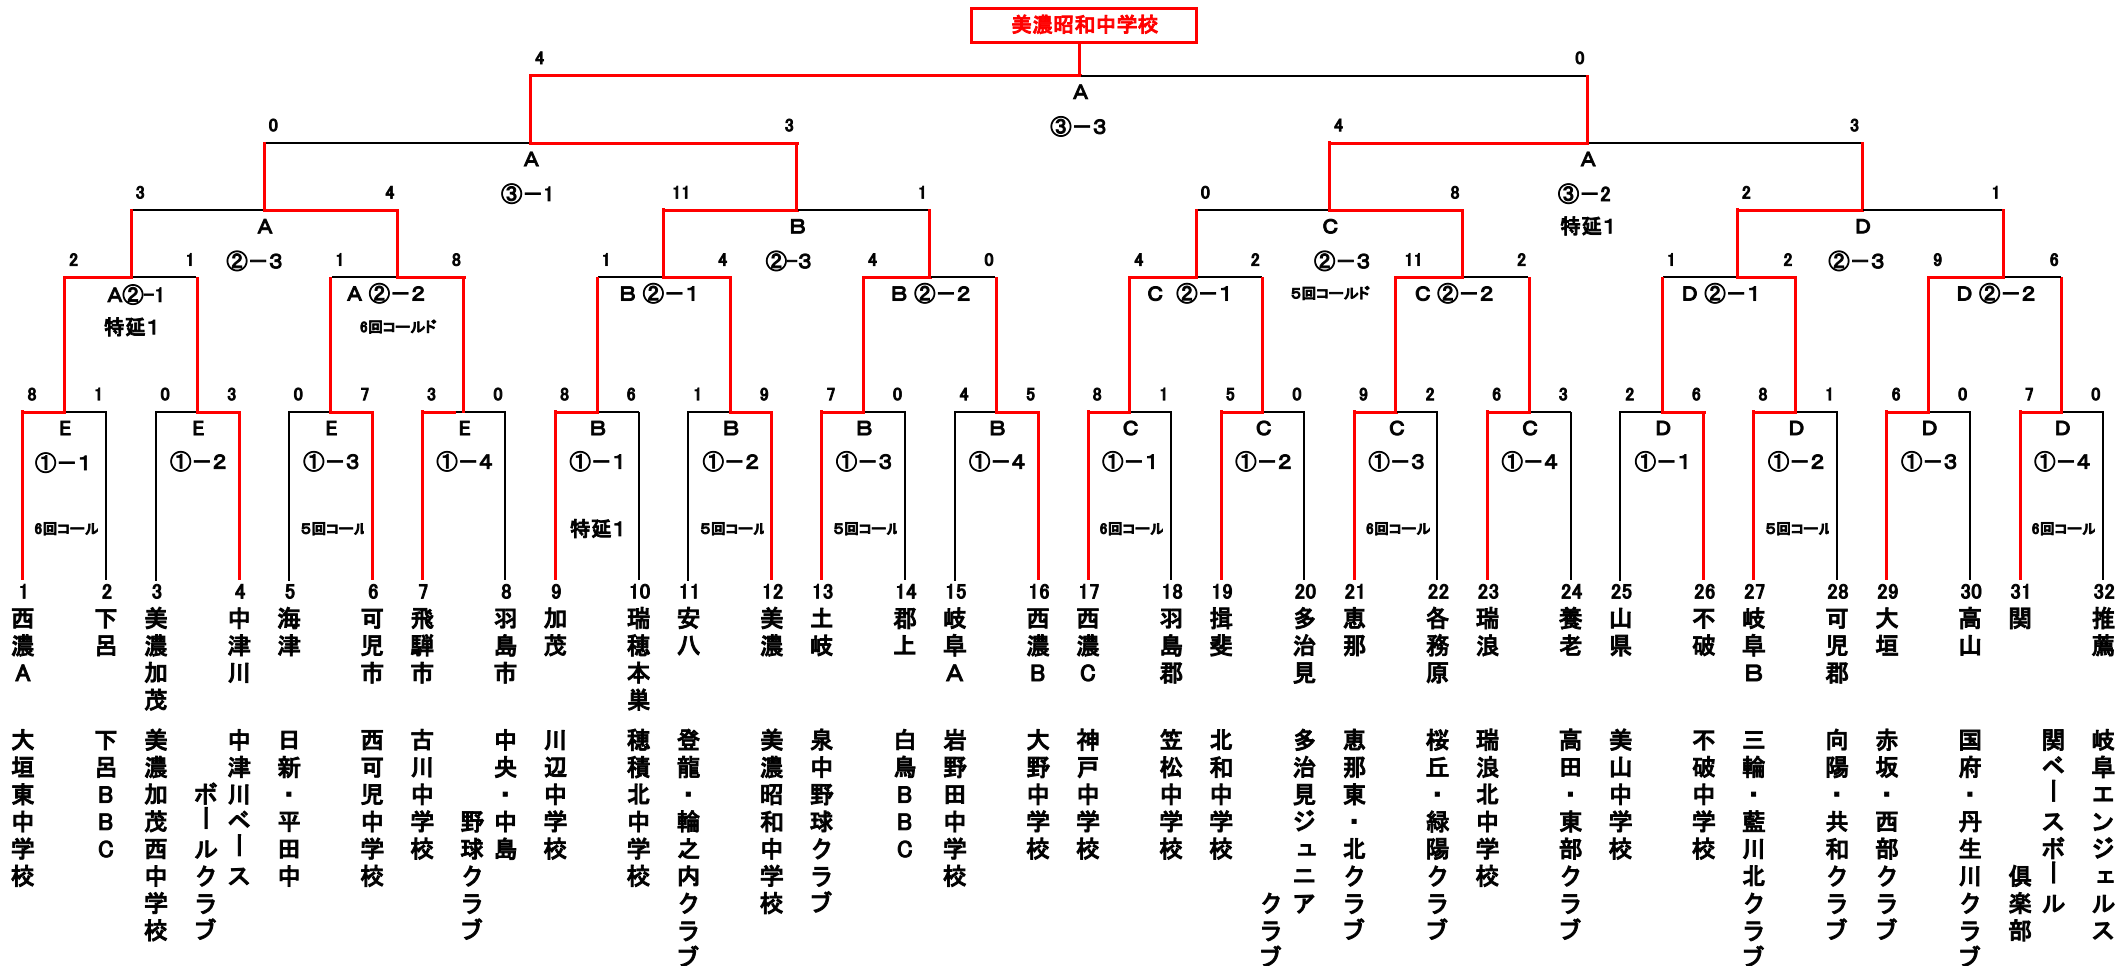 美濃昭和中学校
4 0
A
③－3
0 3 4 3
A A
③－1 ③－2
特延1
3 4 11 1 0 8 2 1
A B C D
②－3 ②-3 ②－3 ②－3
2 1 1 8 1 4 4 0 4 2 11 2 1 2 9 6
A②-1 A②－2 B②－1 B②－2 C②－1 5回コールド C②－2 D②－1 D②－2
特延1 6回コールド
8 1 0 3 0 7 3 0 8 6 1 9 7 0 4 5 8 1 5 0 9 2 6 3 2 6 8 1 6 0 7 0
E E E E B B B B C C C C D D D D
①－1 ①－2 ①－3 ①－4 ①－1 ①－2 ①－3 ①－4 ①－1 ①－2 ①－3 ①－4 ①－1 ①－2 ①－3 ①－4
6回コール 5回コール 特延1 5回コール 5回コール 6回コール 6回コール 5回コール 6回コール
1 2 3 4 5 6 7 8 9 10 11 12 13 14 15 16 17 18 19 20 21 22 23 24 25 26 27 28 29 30 31 32
西濃A
下呂
美濃加茂
中津川
海津
可児市
飛騨市
羽島市
加茂
瑞穂本巣
安八
美濃
土岐
郡上
岐阜A
西濃B
西濃C
羽島郡
揖斐
多治見
恵那
各務原
瑞浪
養老
山県
不破
岐阜B
可児郡
大垣
高山
関
推薦
大垣東中学校
下呂BBC
美濃加茂西中学校
中津川ベース
ボールクラブ
日新・平田中
西可児中学校
古川中学校
中央・中島
野球クラブ
川辺中学校
穂積北中学校
登龍・輪之内クラブ
美濃昭和中学校
泉中野球クラブ
白鳥BBC
岩野田中学校
大野中学校
神戸中学校
笠松中学校
北和中学校
多治見ジュニア
クラブ
恵那東・北クラブ
桜丘・緑陽クラブ
瑞浪北中学校
高田・東部クラブ
美山中学校
不破中学校
三輪・藍川北クラブ
向陽・共和クラブ
赤坂・西部クラブ
国府・丹生川クラブ
関ベースボール
倶楽部
岐阜エンジェルス